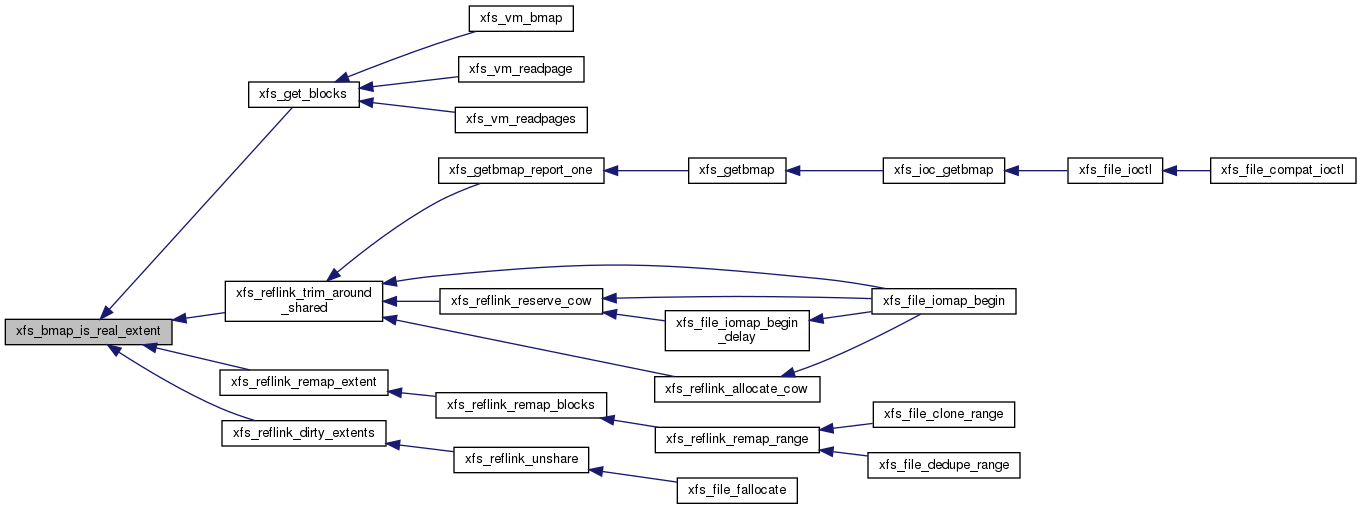 xfs_vm_bmap
xfs_vm_readpage
xfs_get_blocks
xfs_vm_readpages
xfs_getbmap_report_one
xfs_getbmap
xfs_ioc_getbmap
xfs_file_ioctl
xfs_file_compat_ioctl
xfs_reflink_trim_around
_shared
xfs_reflink_reserve_cow
xfs_file_iomap_begin
xfs_file_iomap_begin
_delay
xfs_bmap_is_real_extent
xfs_reflink_remap_extent
xfs_reflink_allocate_cow
xfs_reflink_remap_blocks
xfs_file_clone_range
xfs_reflink_dirty_extents
xfs_reflink_remap_range
xfs_reflink_unshare
xfs_file_dedupe_range
xfs_file_fallocate